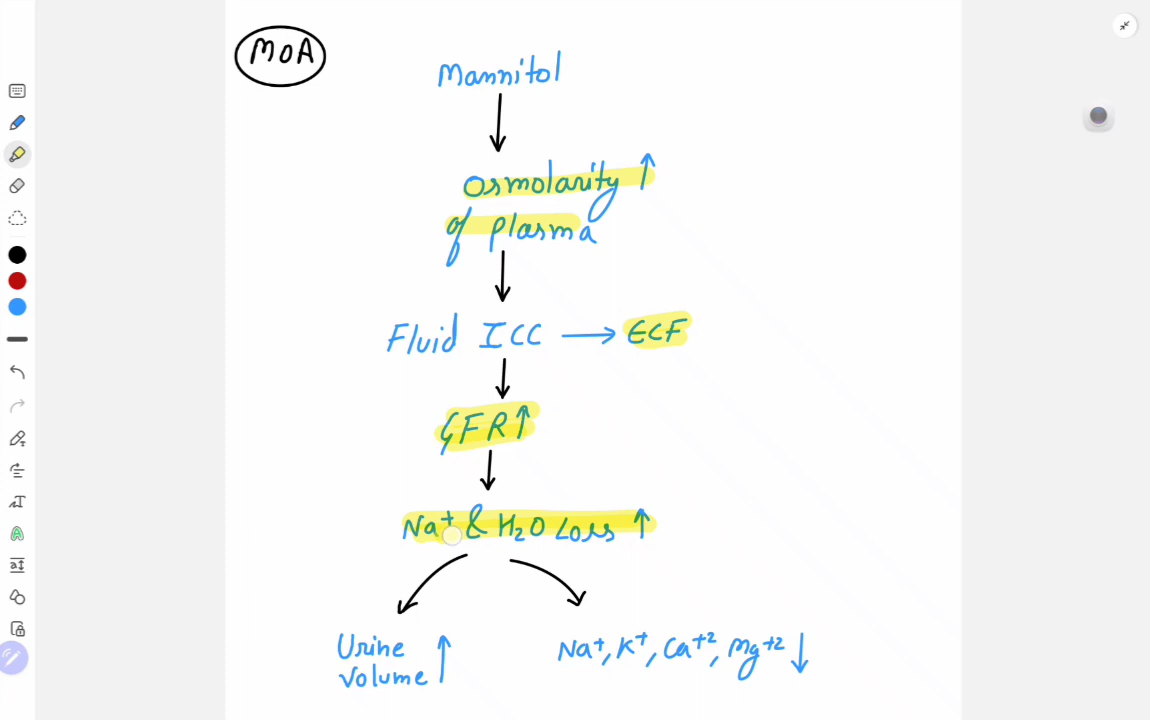 MOA
Mannitol
Osmolarity ↑
of plasma
Fluid ICC → ECF
GFR↑
Na+ & H2O Loss ↑
Urine
volume ↑
Na+, K+, Ca+2, Mg+2 ↓